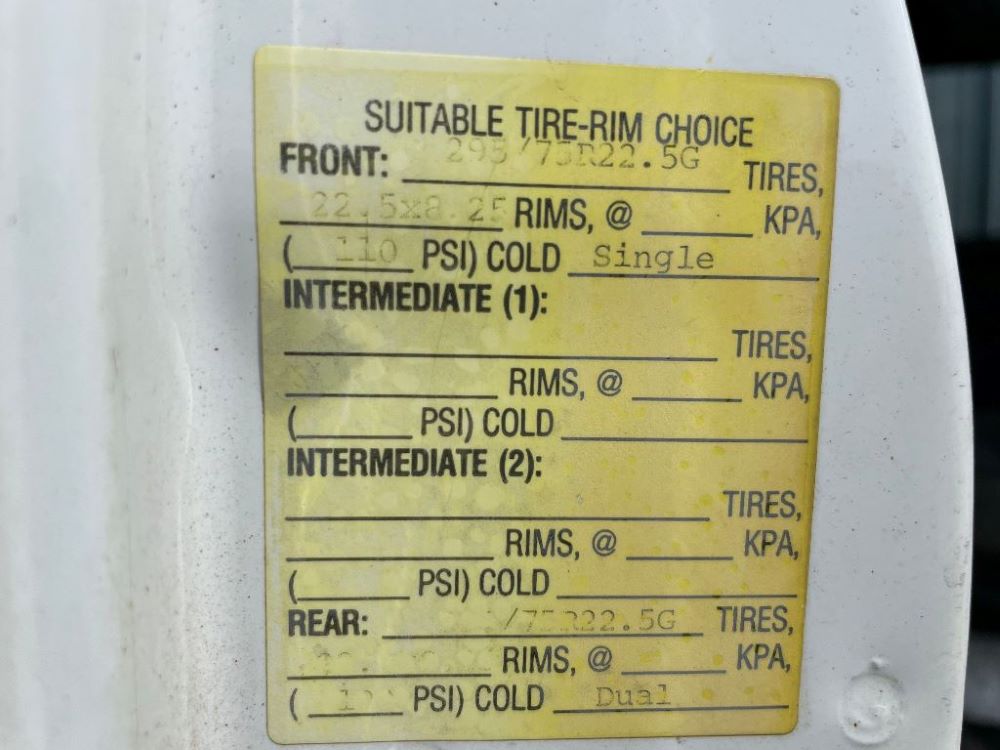 SUITABLE TIRE-RIM CHOICE
FRONT: 295/75R22.5G TIRES,
22.5x8.25 RIMS, @ KPA,
( 110 PSI) COLD Single
INTERMEDIATE (1):
TIRES,
RIMS, @ KPA,
( PSI) COLD
INTERMEDIATE (2):
TIRES,
RIMS, @ KPA,
( PSI) COLD
REAR: /75R22.5G TIRES,
RIMS, @ KPA,
( PSI) COLD Dual